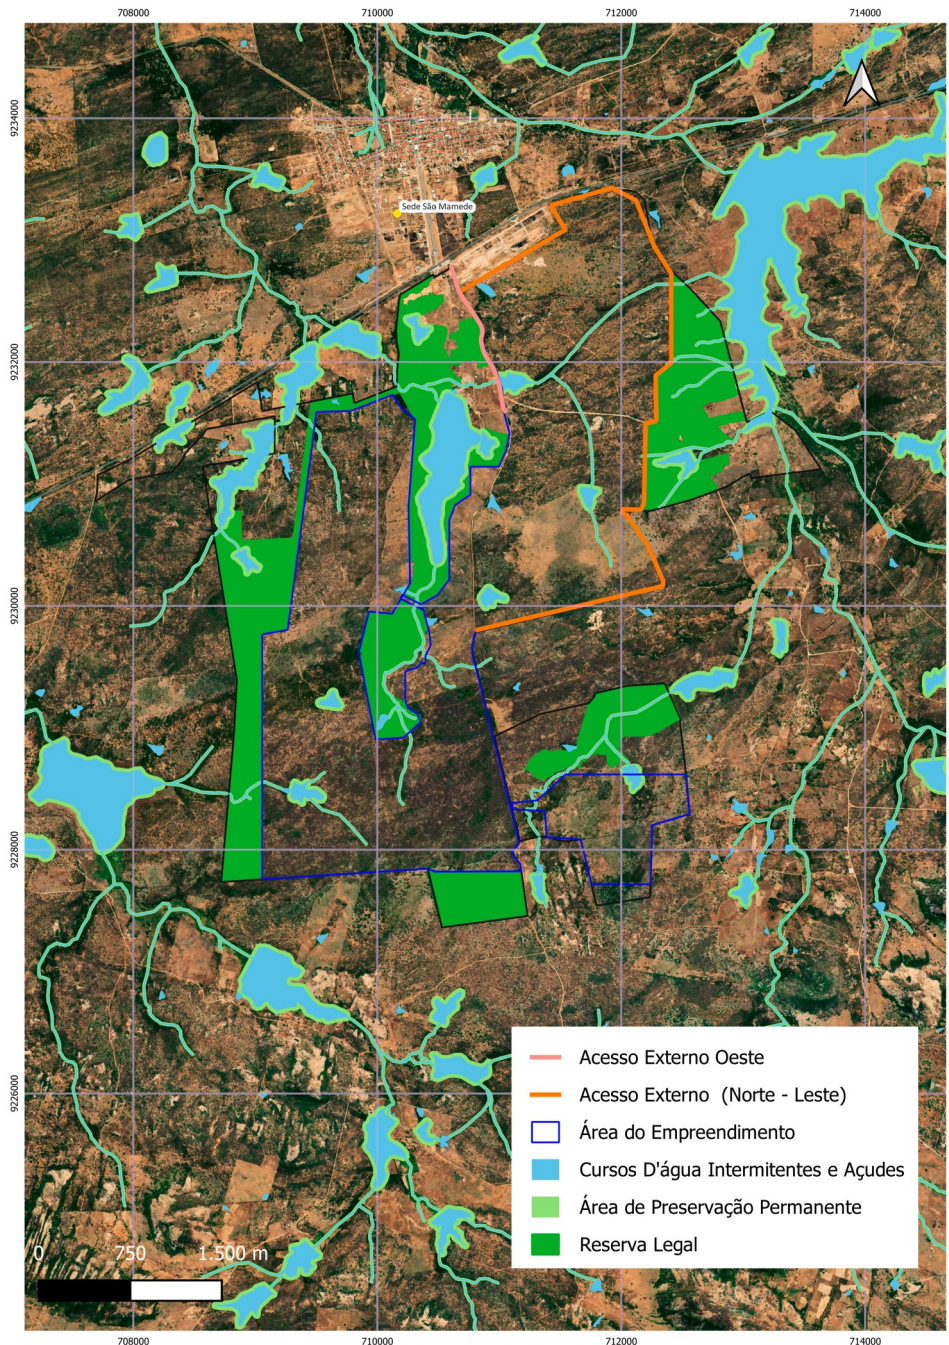 708000 710000 712000 714000
9234000
Sede São Mamede
9232000
9230000
9228000
9226000
Acesso Externo Oeste
Acesso Externo (Norte - Leste)
Área do Empreendimento
Cursos D'água Intermitentes e Açudes
Área de Preservação Permanente
Reserva Legal
0 750 1.500 m
708000 710000 712000 714000